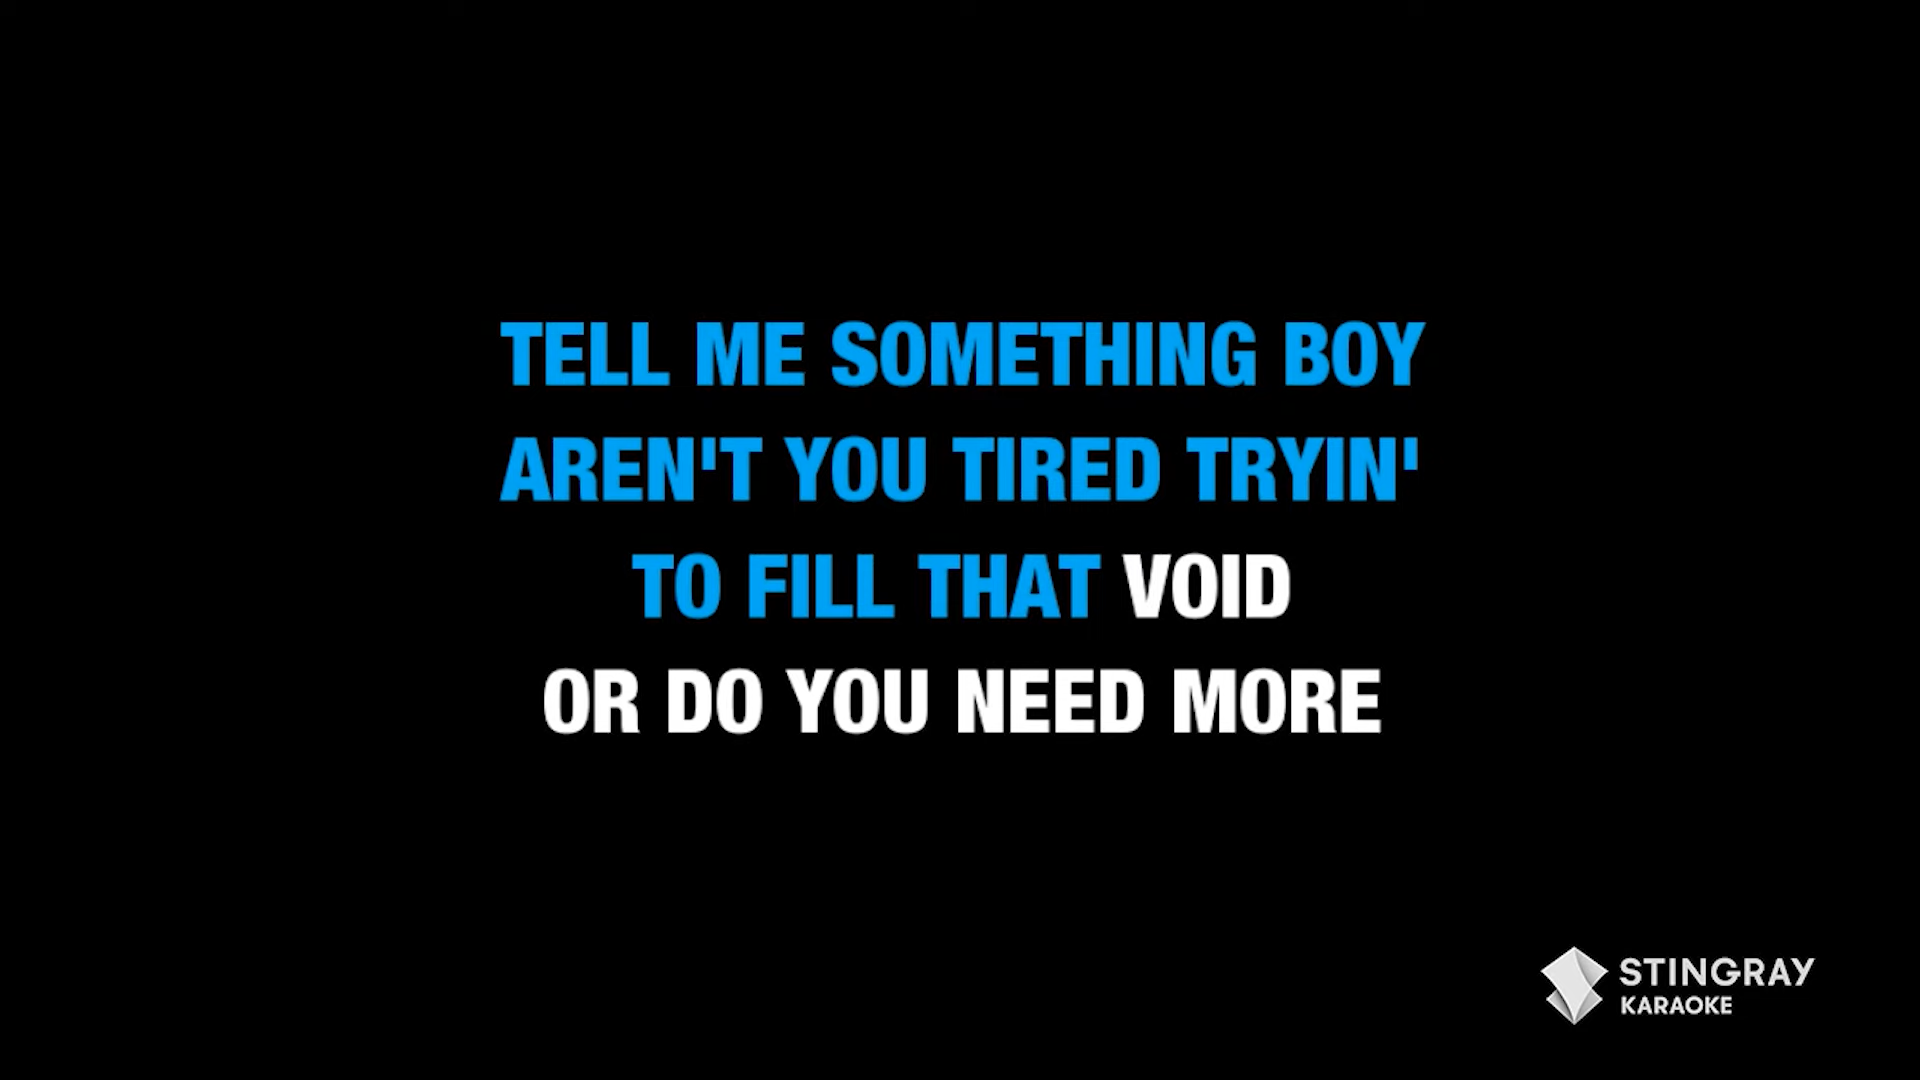 TELL ME SOMETHING BOY
AREN'T YOU TIRED TRYIN'
TO FILL THAT VOID
OR DO YOU NEED MORE
STINGRAY
KARAOKE